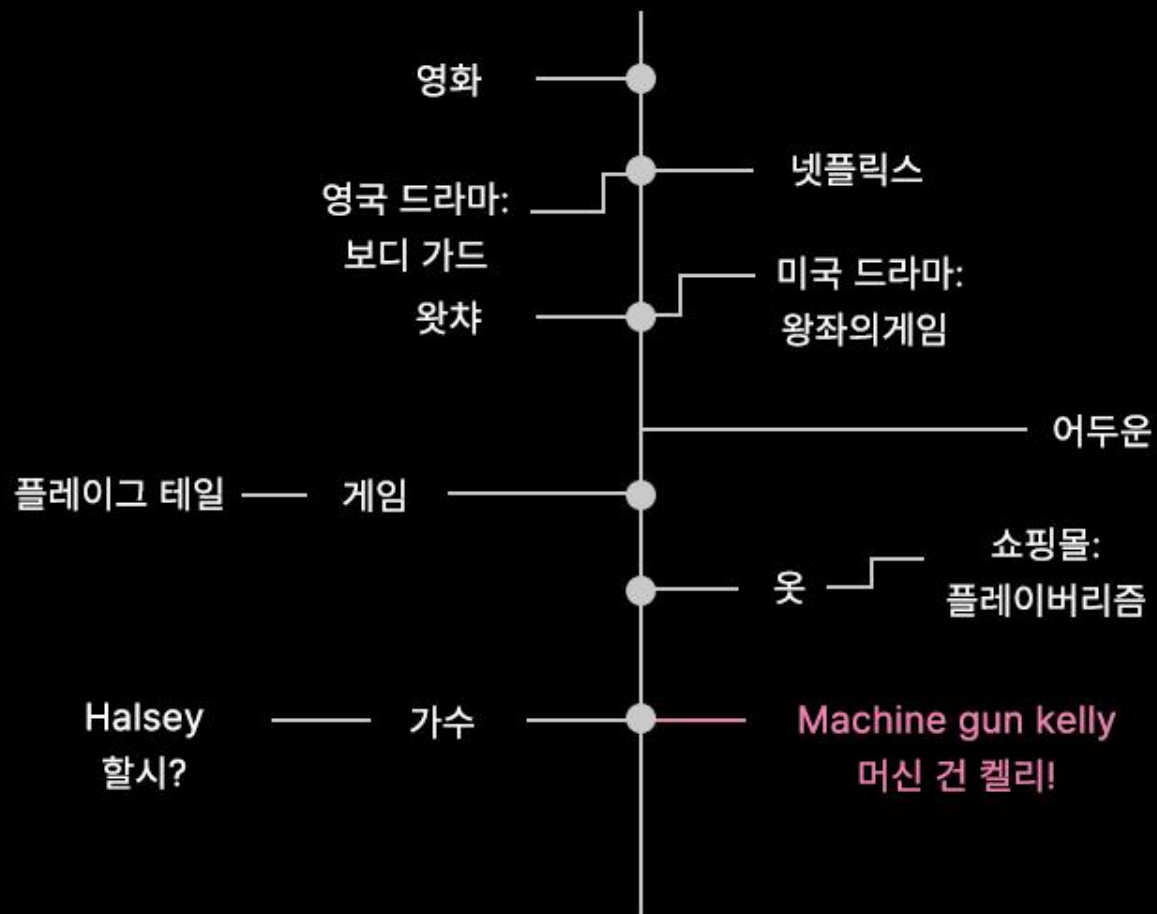 영화
넷플릭스
영국 드라마:
보디 가드
미국 드라마:
왕좌의게임
왓챠
어두운
플레이그 테일
게임
옷
쇼핑몰:
플레이버리즘
Halsey
할시?
가수
Machine gun kelly
머신 건 켈리!